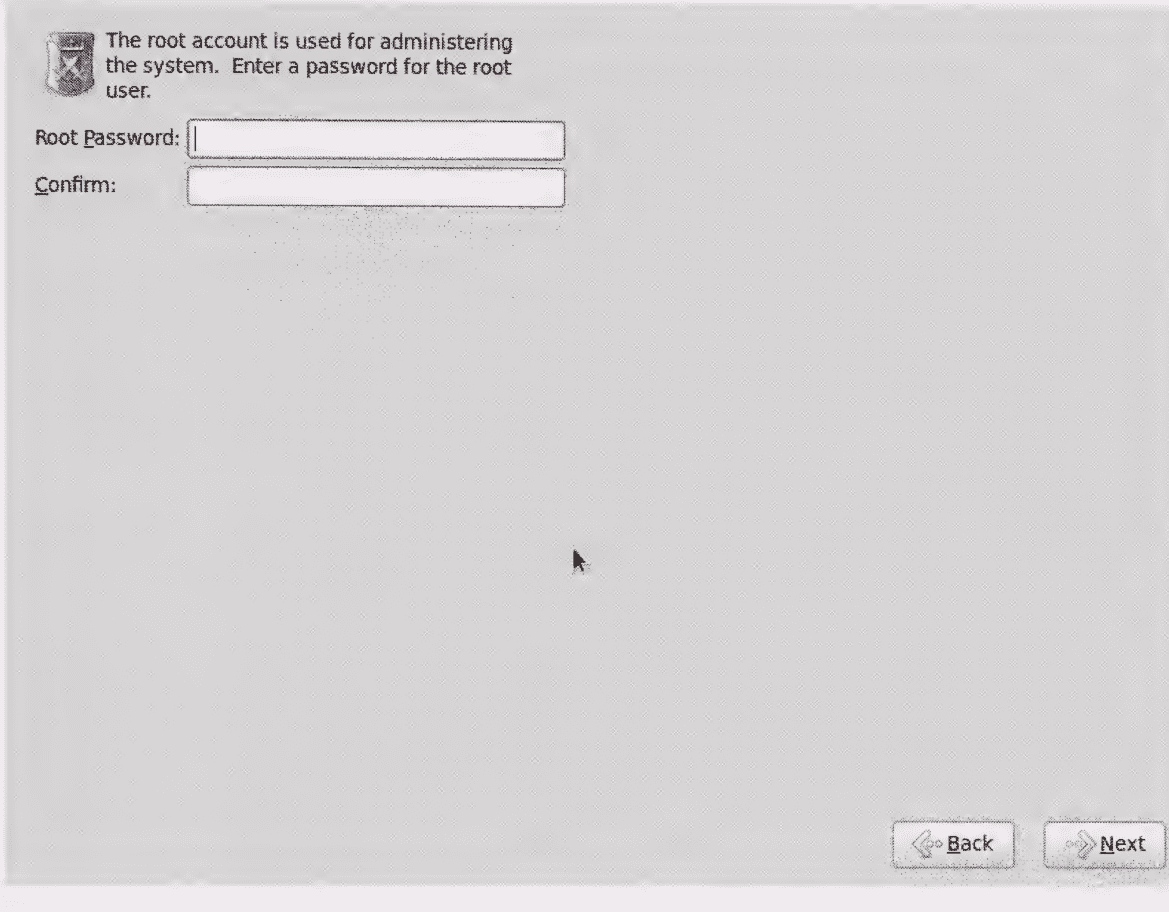 The root account is used for administering
the system.  Enter a password for the root
user.
Root Password:
Confirm:
Back
Next